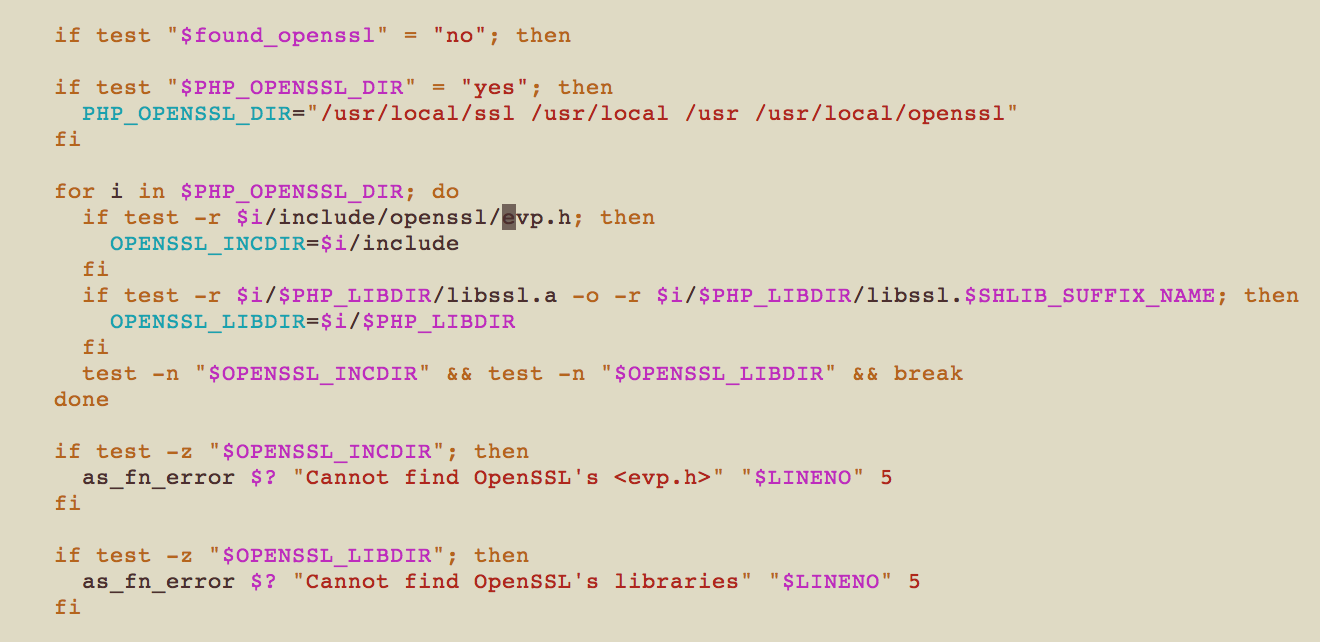 if test "$found_openssl" = "no"; then
if test "$PHP_OPENSSL_DIR" = "yes"; then
PHP_OPENSSL_DIR="/usr/local/ssl /usr/local /usr /usr/local/openssl"
fi
for i in $PHP_OPENSSL_DIR; do
if test -r $i/include/openssl/evp.h; then
OPENSSL_INCDIR=$i/include
fi
if test -r $i/$PHP_LIBDIR/libssl.a -o -r $i/$PHP_LIBDIR/libssl.$SHLIB_SUFFIX_NAME; then
OPENSSL_LIBDIR=$i/$PHP_LIBDIR
fi
test -n "$OPENSSL_INCDIR" && test -n "$OPENSSL_LIBDIR" && break
done
if test -z "$OPENSSL_INCDIR"; then
as_fn_error $? "Cannot find OpenSSL's <evp.h>" "$LINENO" 5
fi
if test -z "$OPENSSL_LIBDIR"; then
as_fn_error $? "Cannot find OpenSSL's libraries" "$LINENO" 5
fi